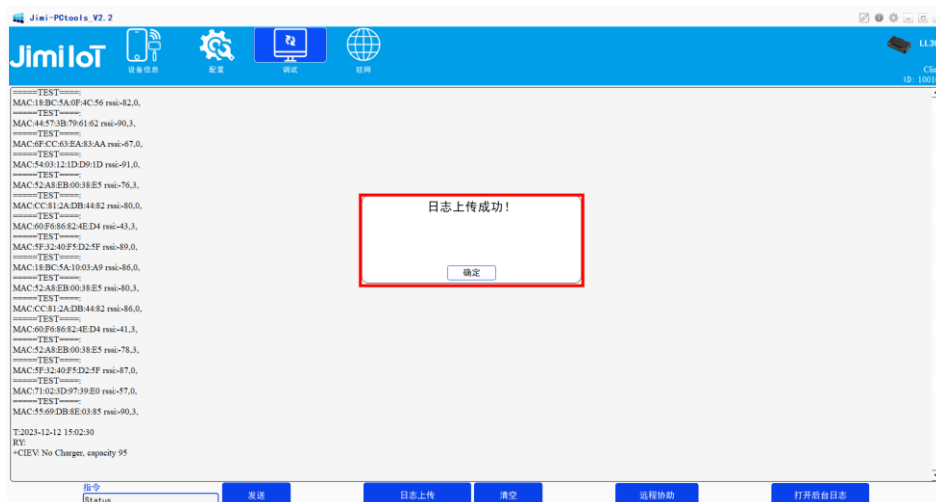 Jimi-PCtools_V2.2
Jimi IoT
设备信息
配置
调试
联网
LL30
Clie
ID: 10010
=====TEST====:
MAC:18:BC:5A:0F:4C:56 rssi:-82,0,
=====TEST====:
MAC:44:57:3B:79:61:62 rssi:-90,3,
=====TEST====:
MAC:6F:CC:63:EA:83:AA rssi:-67,0,
=====TEST====:
MAC:54:03:12:1D:D9:1D rssi:-91,0,
=====TEST====:
MAC:52:A8:EB:00:38:E5 rssi:-76,3,
=====TEST====:
MAC:CC:81:2A:DB:44:82 rssi:-80,0,
=====TEST====:
MAC:60:F6:86:82:4E:D4 rssi:-43,3,
=====TEST====:
MAC:5F:32:40:F5:D2:5F rssi:-89,0,
=====TEST====:
MAC:18:BC:5A:10:03:A9 rssi:-86,0,
=====TEST====:
MAC:52:A8:EB:00:38:E5 rssi:-80,3,
=====TEST====:
MAC:CC:81:2A:DB:44:82 rssi:-86,0,
=====TEST====:
MAC:60:F6:86:82:4E:D4 rssi:-41,3,
=====TEST====:
MAC:52:A8:EB:00:38:E5 rssi:-78,3,
=====TEST====:
MAC:5F:32:40:F5:D2:5F rssi:-87,0,
=====TEST====:
MAC:71:02:3D:97:39:E0 rssi:-57,0,
=====TEST====:
MAC:55:69:DB:8E:03:85 rssi:-90,3,
T:2023-12-12 15:02:30
RY:
+CIEV: No Charger, capacity 95
日志上传成功!
确定
指令
Status
发送
日志上传
清空
远程协助
打开后台日志